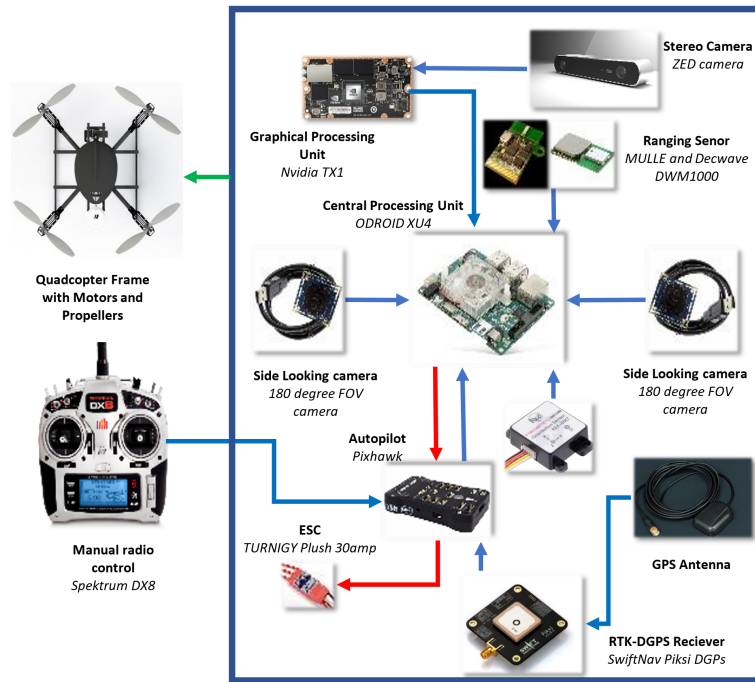 Stereo Camera
ZED camera
Graphical Processing
Unit
Nvidia TX1
Ranging Senor
MULLE and Decwave
DWM1000
Central Processing Unit
ODROID XU4
Quadcopter Frame
with Motors and
Propellers
Side Looking camera
180 degree FOV
camera
Side Looking camera
180 degree FOV
camera
Autopilot
Pixhawk
DX8
Manual radio
control
Spektrum DX8
ESC
TURNIGY Plush 30amp
GPS Antenna
SWIFT
RTK-DGPS Reciever
SwiftNav Piksi DGPs